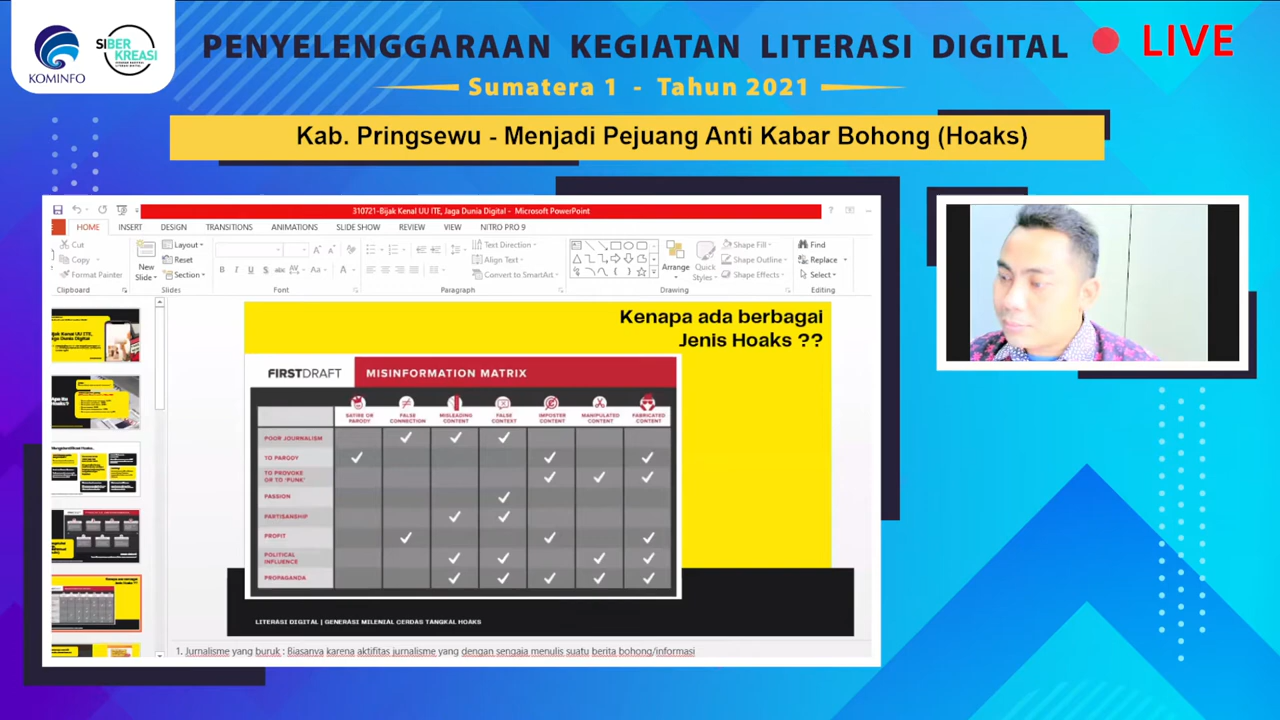 KOMINFO
SIBER
KREASI
PENYELENGGARAAN KEGIATAN LITERASI DIGITAL
LIVE
Sumatera 1 - Tahun 2021
Kab. Pringsewu - Menjadi Pejuang Anti Kabar Bohong (Hoaks)
310721-Bijak Kenal UU ITE, Jaga Dunia Digital - Microsoft PowerPoint
HOME INSERT DESIGN TRANSITIONS ANIMATIONS SLIDE SHOW REVIEW VIEW NITRO PRO 9
Cut
Copy
Format Painter
Clipboard
New
Slide
Layout
Reset
Section
Slides
Font
Text Direction
Align Text
Convert to SmartArt
Paragraph
Arrange
Quick
Styles
Shape Fill
Shape Outline
Shape Effects
Drawing
Find
Replace
Select
Editing
Kenapa ada berbagai
Jenis Hoaks ??
FIRSTDRAFT
MISINFORMATION MATRIX
SATIRE OR PARODY
FALSE CONNECTION
MISLEADING CONTENT
FALSE CONTEXT
IMPOSTER CONTENT
MANIPULATED CONTENT
FABRICATED CONTENT
POOR JOURNALISM
TO PARODY
TO PROVOKE
OR TO 'PUNK'
PASSION
PARTISANSHIP
PROFIT
POLITICAL
INFLUENCE
PROPAGANDA
LITERASI DIGITAL | GENERASI MILENIAL CERDAS TANGKAL HOAKS
1. Jurnalisme yang buruk : Biasanya karena aktifitas jurnalisme yang dengan sengaja menulis suatu berita bohong/informasi